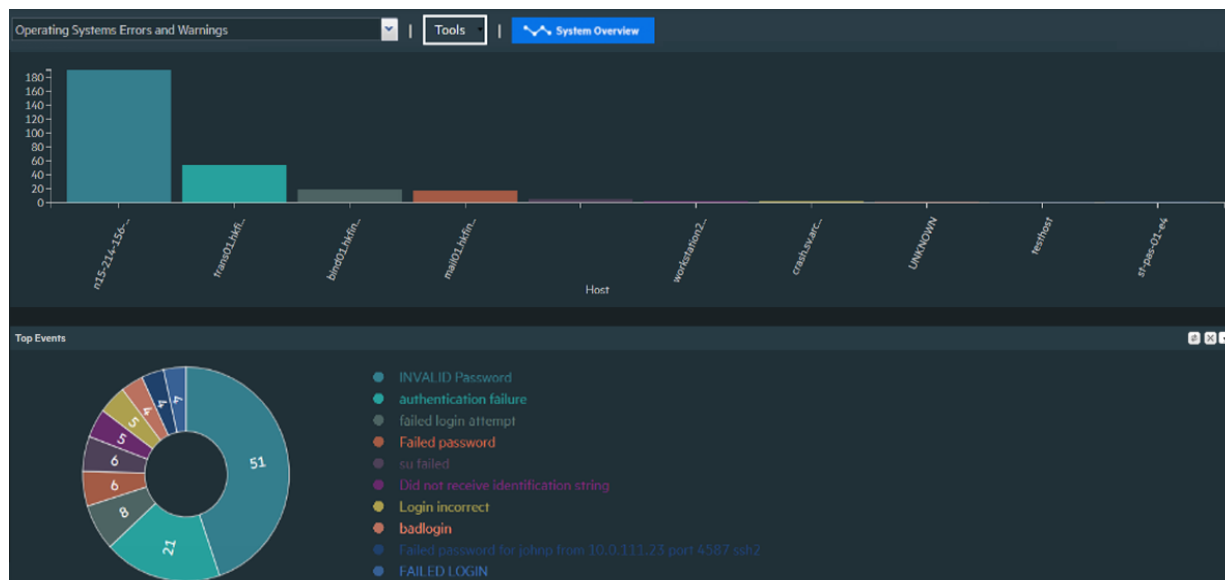 Operating Systems Errors and Warnings | Tools | System Overview
180
160
140
120
100
80
60
40
20
0
n15-214-156-...
trans01.hkfi...
bind01.hkfin...
mail01.hkfin...
workstation2...
crash.sv.arc...
UNKNOWN
testhost
st-pas-01-e4
Host
Top Events
INVALID Password
authentication failure
failed login attempt
Failed password
su failed
Did not receive identification string
Login incorrect
badlogin
Failed password for johnp from 10.0.111.23 port 4587 ssh2
FAILED LOGIN
51
21
8
6
6
5
5
4
4
4